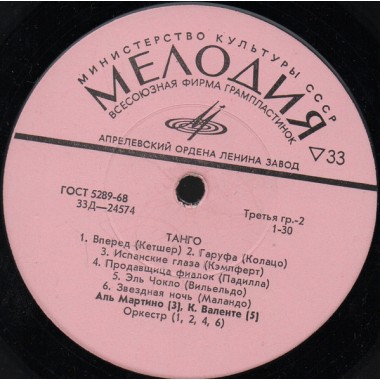 МИНИСТЕРСТВО КУЛЬТУРЫ СССР
МЕЛОДИЯ
ВСЕСОЮЗНАЯ ФИРМА ГРАМПЛАСТИНОК
АПРЕЛЕВСКИЙ ОРДЕНА ЛЕНИНА ЗАВОД
▽33
ГОСТ 5289-68
33Д—24574
Третья гр.-2
1-30
ТАНГО
1. Вперед (Кетшер) 2. Гаруфа (Колацо)
3. Испанские глаза (Кэмпферт)
4. Продавщица фиалок (Падилла)
5. Эль Чокло (Вильельдо)
6. Звездная ночь (Маландо)
Аль Мартино [3], К. Валенте [5]
Оркестр (1, 2, 4, 6)